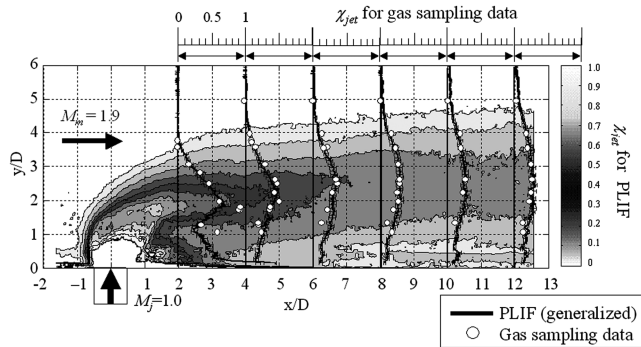 0 0.5 1 χjet for gas sampling data
6
5
4
3
2
1
0
y/D
M∞=1.9
Mj=1.0
-2 -1 0 1 2 3 4 5 6 7 8 9 10 11 12 13
x/D
1.0
0.9
0.8
0.7
0.6
0.5
0.4
0.3
0.2
0.1
0
χjet for PLIF
PLIF (generalized)
Gas sampling data